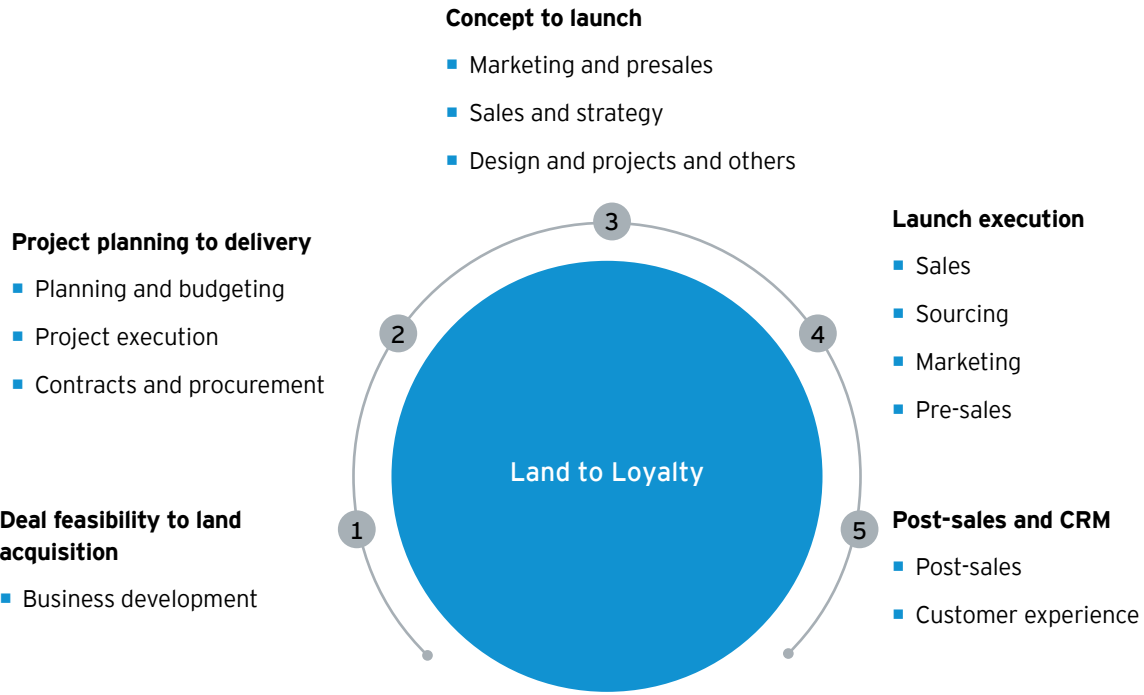 Concept to launch
Marketing and presales
Sales and strategy
Design and projects and others
3
Project planning to delivery
Planning and budgeting
Project execution
Contracts and procurement
2
Launch execution
Sales
Sourcing
Marketing
Pre-sales
4
Land to Loyalty
Deal feasibility to land
acquisition
Business development
1
5
Post-sales and CRM
Post-sales
Customer experience